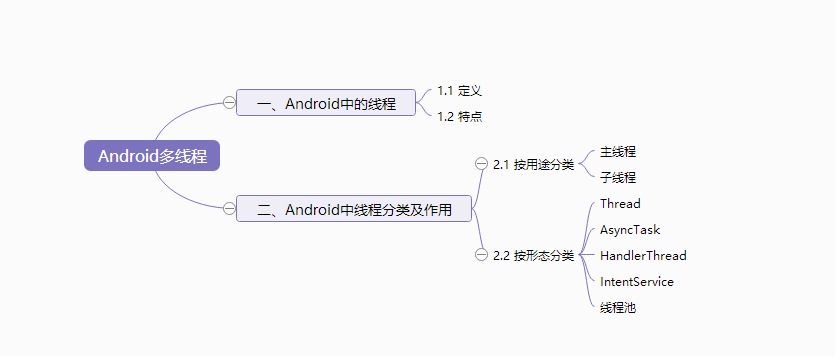 Android多线程
一、Android中的线程
1.1 定义
1.2 特点
二、Android中线程分类及作用
2.1 按用途分类
主线程
子线程
2.2 按形态分类
Thread
AsyncTask
HandlerThread
IntentService
线程池